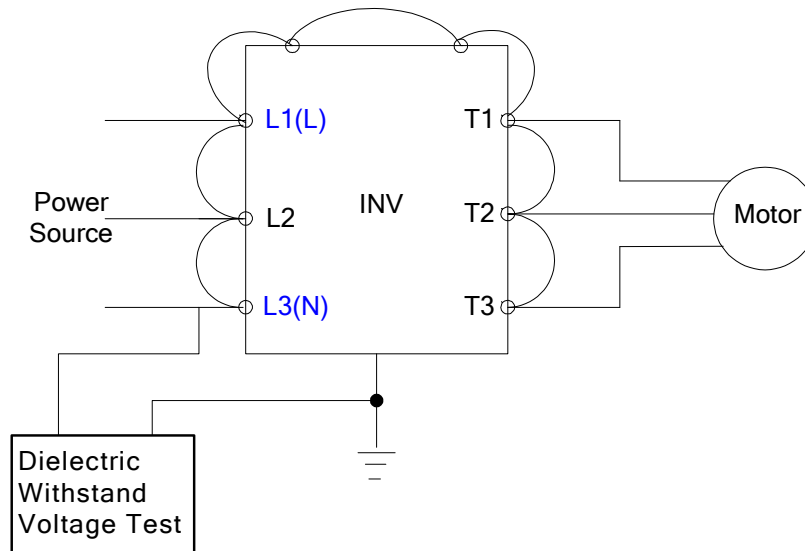 L1(L)
T1
Power
Source
L2
INV
T2
Motor
L3(N)
T3
Dielectric
Withstand
Voltage Test